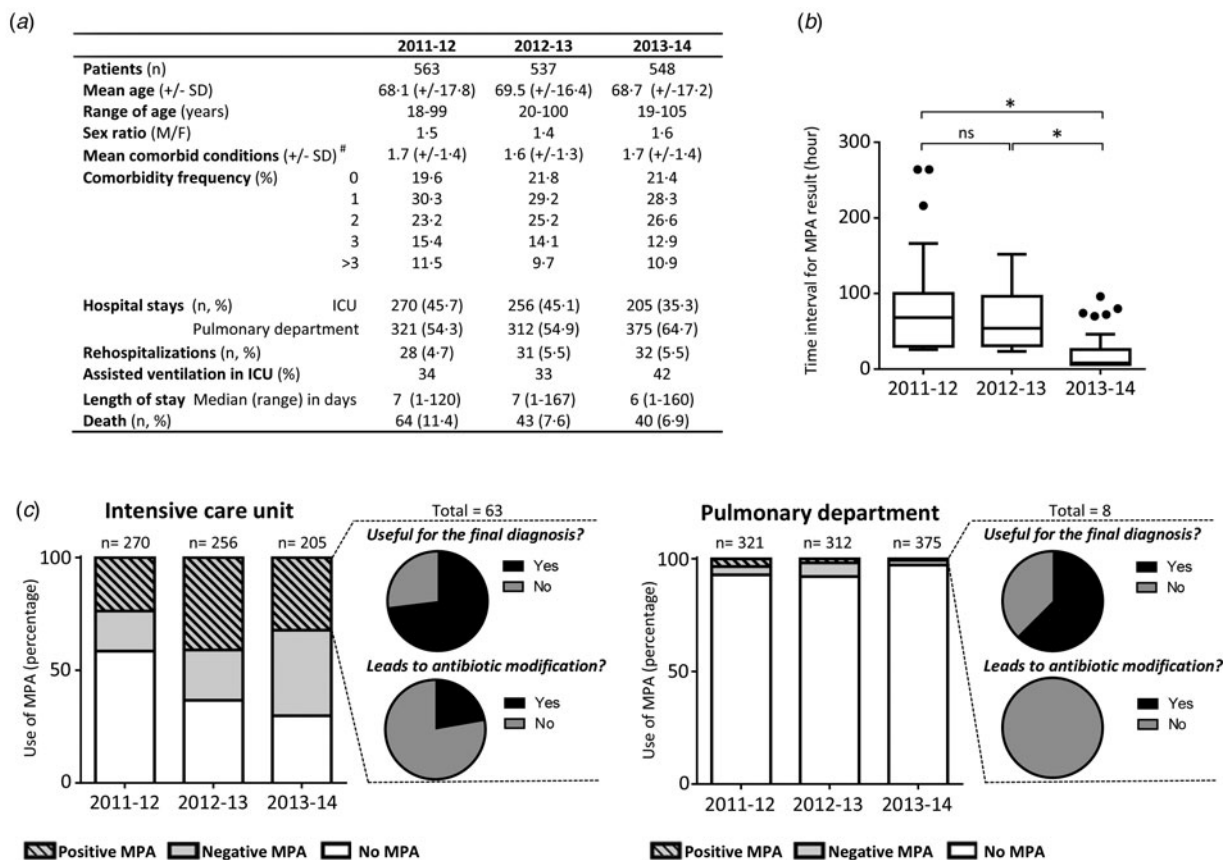 (a)
2011-12 2012-13 2013-14
Patients (n) 563 537 548
Mean age (+/- SD) 68·1 (+/-17·8) 69·5 (+/-16·4) 68·7 (+/-17·2)
Range of age (years) 18-99 20-100 19-105
Sex ratio (M/F) 1·5 1·4 1·6
Mean comorbid conditions (+/- SD) # 1.7 (+/-1·4) 1·6 (+/-1·3) 1·7 (+/-1·4)
Comorbidity frequency (%) 0 19·6 21·8 21·4
1 30·3 29·2 28·3
2 23·2 25·2 26·6
3 15·4 14·1 12·9
>3 11·5 9·7 10·9
Hospital stays (n, %) ICU 270 (45·7) 256 (45·1) 205 (35·3)
Pulmonary department 321 (54·3) 312 (54·9) 375 (64·7)
Rehospitalizations (n, %) 28 (4·7) 31 (5·5) 32 (5·5)
Assisted ventilation in ICU (%) 34 33 42
Length of stay Median (range) in days 7 (1-120) 7 (1-167) 6 (1-160)
Death (n, %) 64 (11·4) 43 (7·6) 40 (6·9)
(b)
*
ns *
Time interval for MPA result (hour)
300
200
100
0
2011-12 2012-13 2013-14
(c)
Intensive care unit
n= 270 n= 256 n= 205
Use of MPA (percentage)
100
50
0
2011-12 2012-13 2013-14
Total = 63
Useful for the final diagnosis?
Yes
No
Leads to antibiotic modification?
Yes
No
Positive MPA Negative MPA No MPA
Pulmonary department
n= 321 n= 312 n= 375
Use of MPA (percentage)
100
50
0
2011-12 2012-13 2013-14
Total = 8
Useful for the final diagnosis?
Yes
No
Leads to antibiotic modification?
Yes
No
Positive MPA Negative MPA No MPA